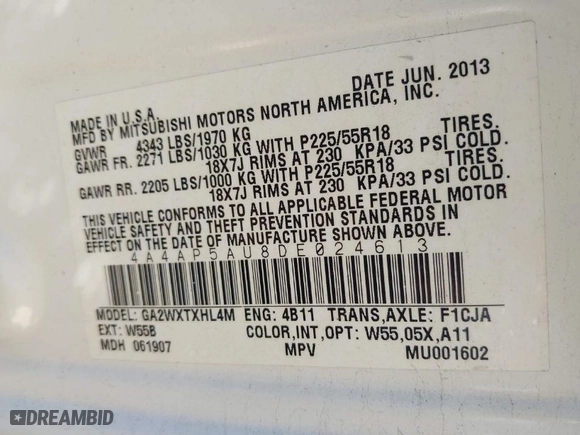 DATE JUN. 2013
MADE IN U.S.A.
MFD BY MITSUBISHI MOTORS NORTH AMERICA, INC.
GVWR 4343 LBS/1970 KG
GAWR FR. 2271 LBS/1030 KG WITH P225/55R18 TIRES.
18X7J RIMS AT 230 KPA/33 PSI COLD.
GAWR RR. 2205 LBS/1000 KG WITH P225/55R18 TIRES.
18X7J RIMS AT 230 KPA/33 PSI COLD.
THIS VEHICLE CONFORMS TO ALL APPLICABLE FEDERAL MOTOR
VEHICLE SAFETY AND THEFT PREVENTION STANDARDS IN
EFFECT ON THE DATE OF MANUFACTURE SHOWN ABOVE.
4A4AP5AU8DE024613
MODEL: GA2WXTXHL4M ENG: 4B11 TRANS,AXLE: F1CJA
EXT: W55B COLOR,INT,OPT: W55,05X,A11
MDH 061907 MPV MU001602
DREAMBID